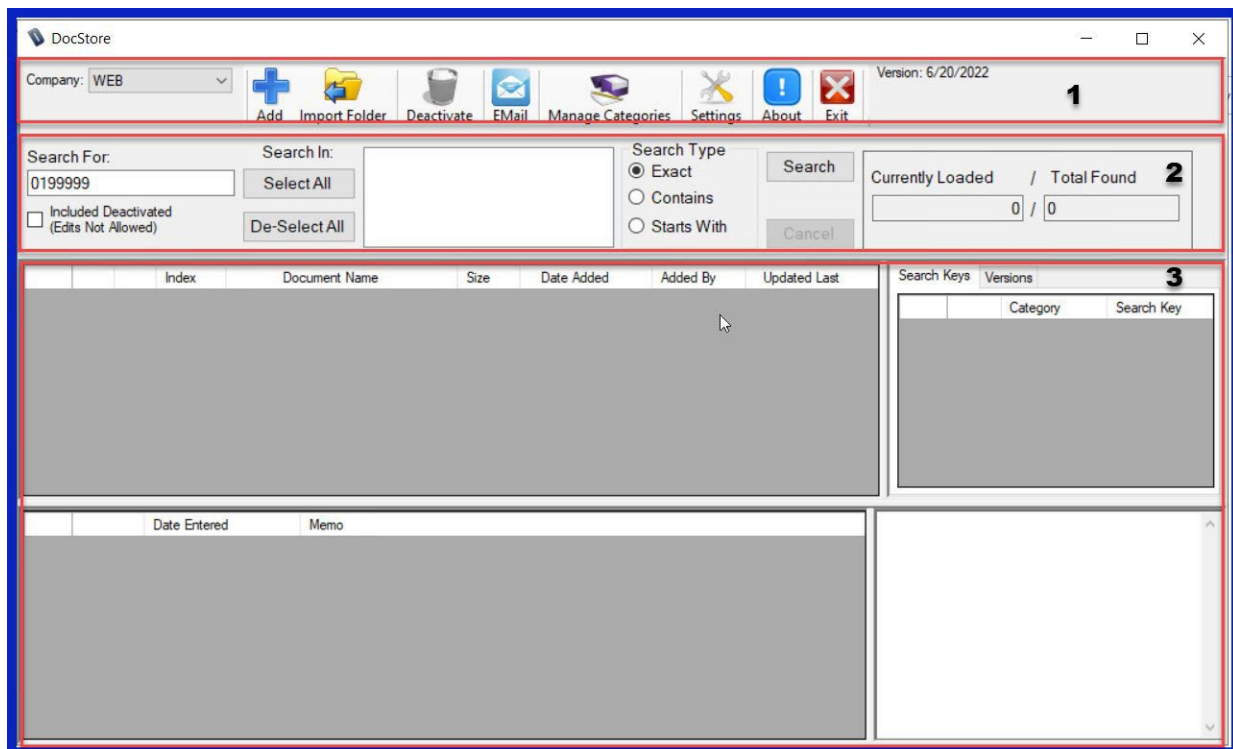 DocStore
Company: WEB
Add Import Folder Deactivate EMail Manage Categories Settings About Exit
Version: 6/20/2022
1
Search For:
0199999
Included Deactivated
(Edits Not Allowed)
Search In:
Select All
De-Select All
Search Type
Exact
Contains
Starts With
Search
Cancel
Currently Loaded / Total Found
0 / 0
2
Index Document Name Size Date Added Added By Updated Last
Search Keys Versions
3
Category Search Key
Date Entered Memo